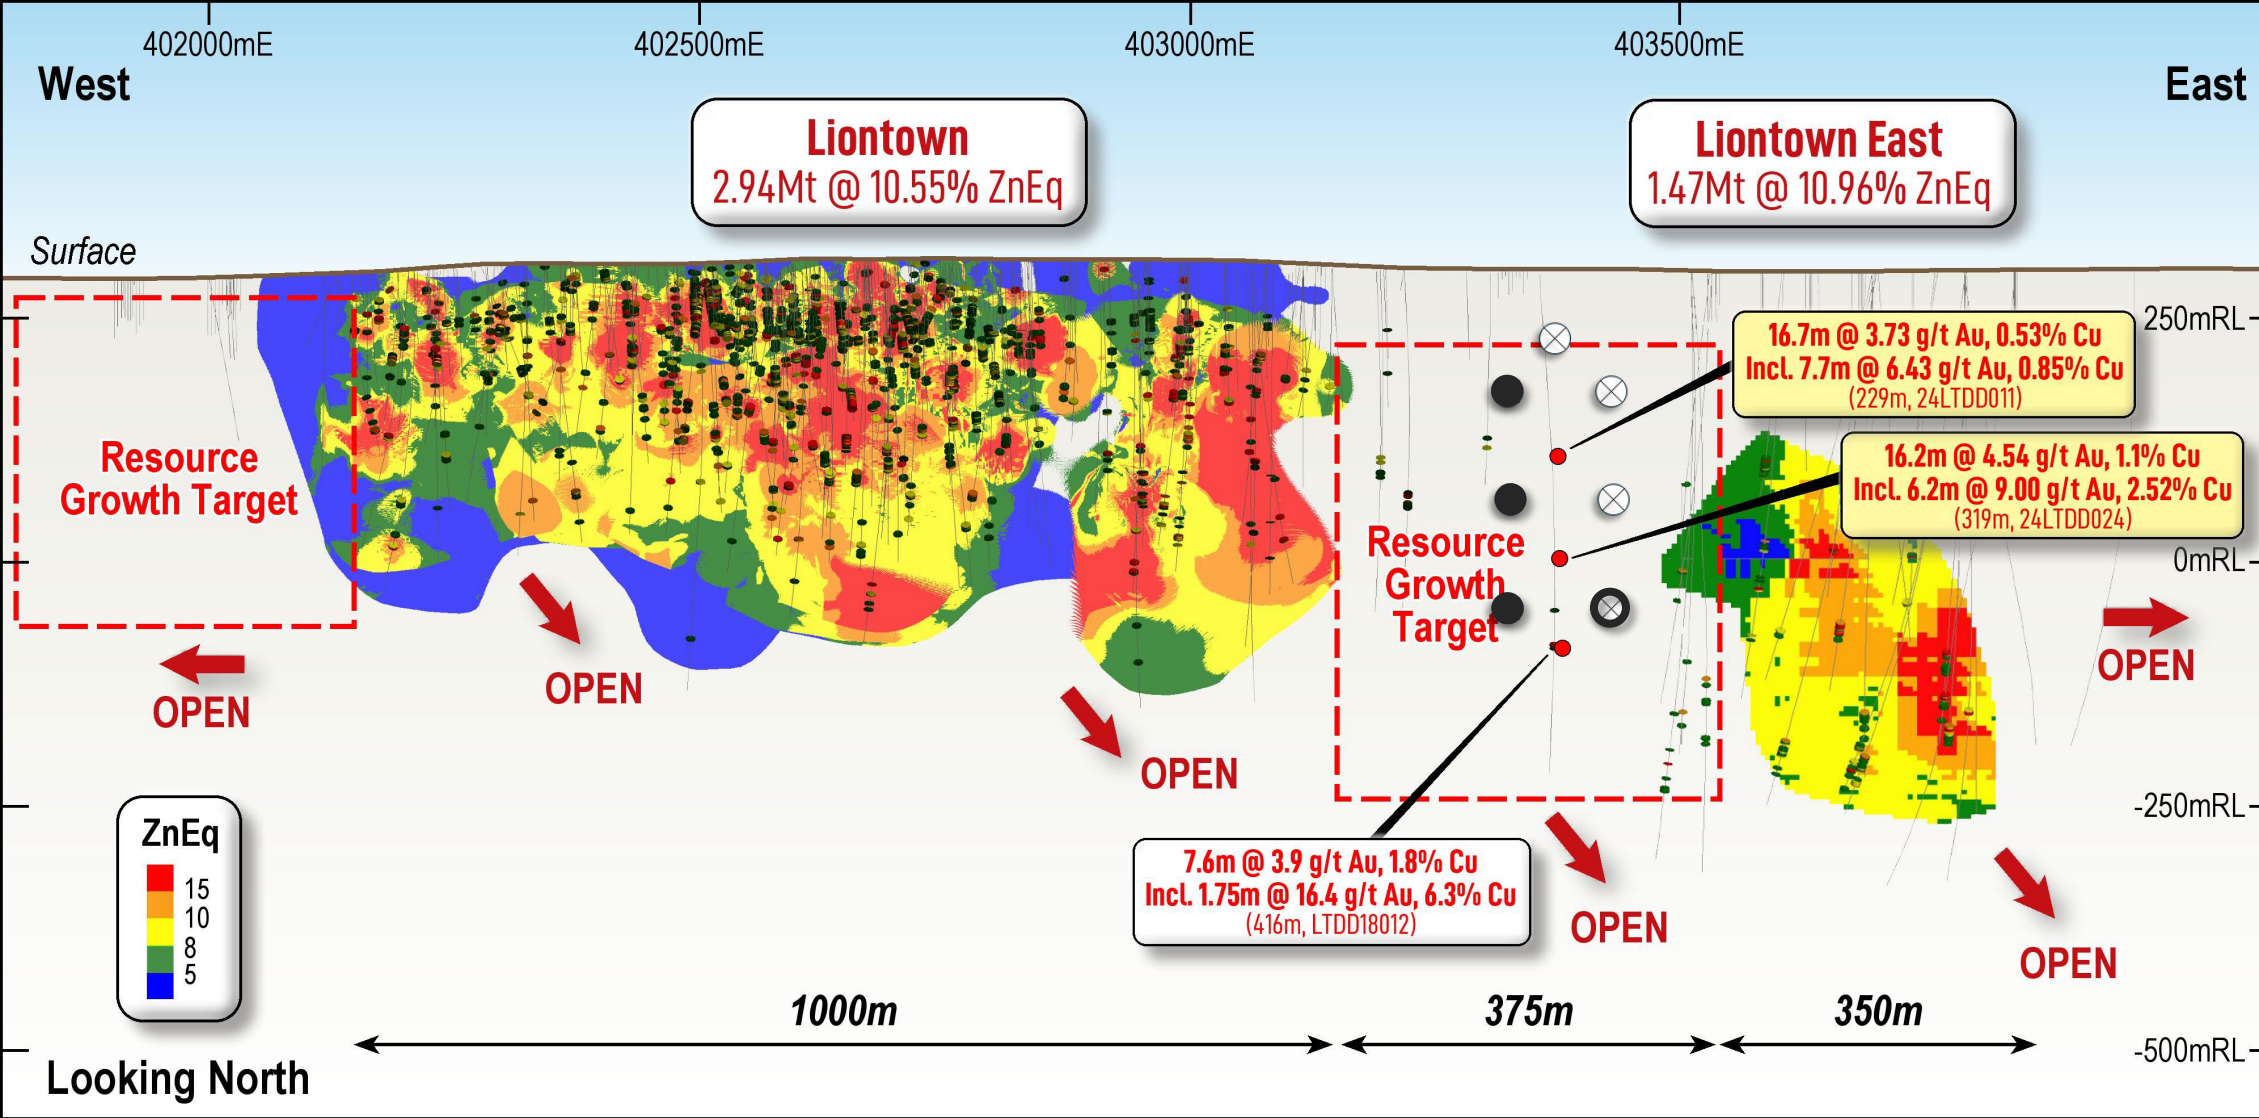 402000mE
402500mE
403000mE
403500mE
West
East
Liontown
2.94Mt @ 10.55% ZnEq
Liontown East
1.47Mt @ 10.96% ZnEq
Surface
250mRL
16.7m @ 3.73 g/t Au, 0.53% Cu
Incl. 7.7m @ 6.43 g/t Au, 0.85% Cu
(229m, 24LTDD011)
16.2m @ 4.54 g/t Au, 1.1% Cu
Incl. 6.2m @ 9.00 g/t Au, 2.52% Cu
(319m, 24LTDD024)
Resource
Growth Target
Resource
Growth
Target
0mRL
OPEN
OPEN
OPEN
OPEN
-250mRL
7.6m @ 3.9 g/t Au, 1.8% Cu
Incl. 1.75m @ 16.4 g/t Au, 6.3% Cu
(416m, LTDD18012)
OPEN
OPEN
ZnEq
15
10
8
5
1000m
375m
350m
-500mRL
Looking North